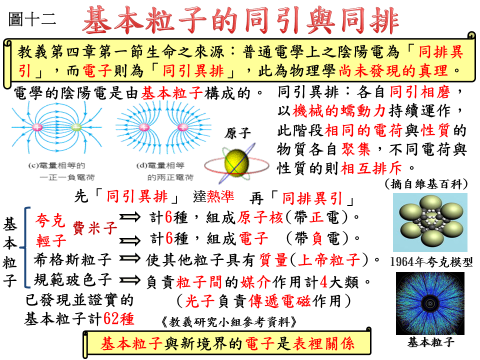 圖十二
基本粒子的同引與同排
教義第四章第一節生命之來源：普通電學上之陰陽電為「同排異
引」，而電子則為「同引異排」，此為物理學尚未發現的真理。
電學的陰陽電是由基本粒子構成的。
(c)電量相等的
一正一負電荷
(d)電量相等
的兩正電荷
原子
同引異排：各自同引相磨，
以機械的蠕動力持續運作，
此階段相同的電荷與性質的
物質各自聚集，不同電荷與
性質的則相互排斥。
(摘自維基百科)
先「同引異排」 達熱準 再「同排異引」
基本粒子
夸克
輕子
費米子
⇒ 計6種，組成原子核(帶正電)。
⇒ 計6種，組成電子 (帶負電)。
希格斯粒子 ⇒ 使其他粒子具有質量(上帝粒子)。
規範玻色子 ⇒ 負責粒子間的媒介作用計4大類。
(光子負責傳遞電磁作用)
已發現並證實的
基本粒子計62種
《教義研究小組參考資料》
1964年夸克模型
基本粒子
基本粒子與新境界的電子是表裡關係